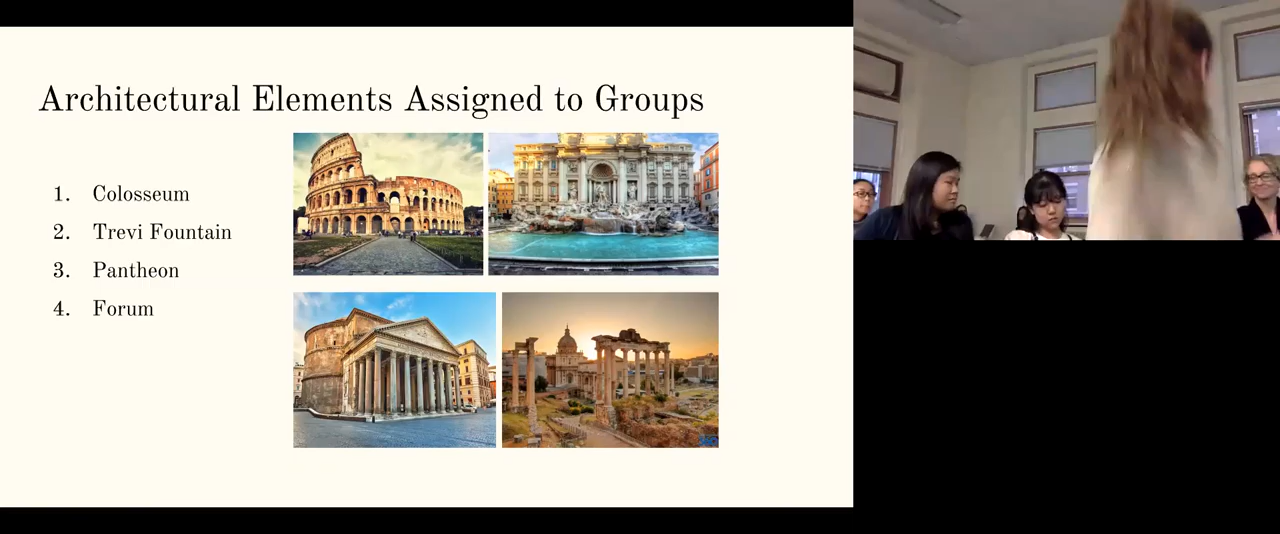 Architectural Elements Assigned to Groups
1. Colosseum
2. Trevi Fountain
3. Pantheon
4. Forum